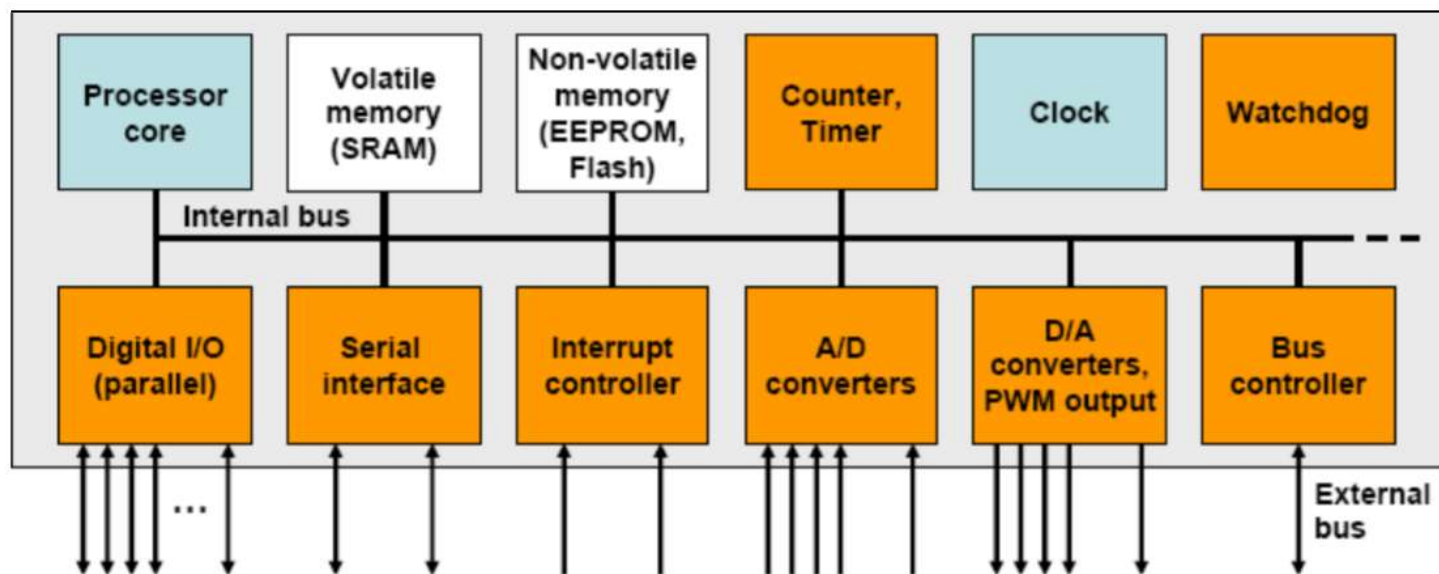 Processor
core
Volatile
memory
(SRAM)
Non-volatile
memory
(EEPROM,
Flash)
Counter,
Timer
Clock
Watchdog
Internal bus
Digital I/O
(parallel)
Serial
interface
Interrupt
controller
A/D
converters
D/A
converters,
PWM output
Bus
controller
...
External
bus